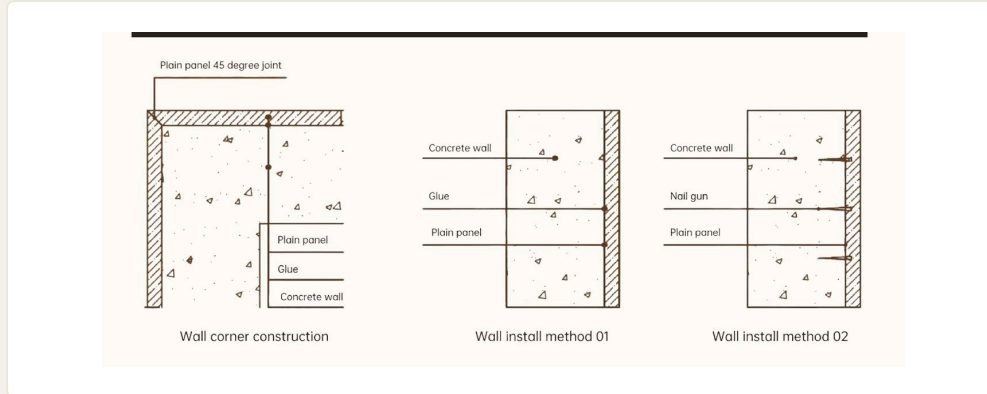 Plain panel 45 degree joint
Plain panel
Glue
Concrete wall
Wall corner construction
Concrete wall
Glue
Plain panel
Wall install method 01
Concrete wall
Nail gun
Plain panel
Wall install method 02